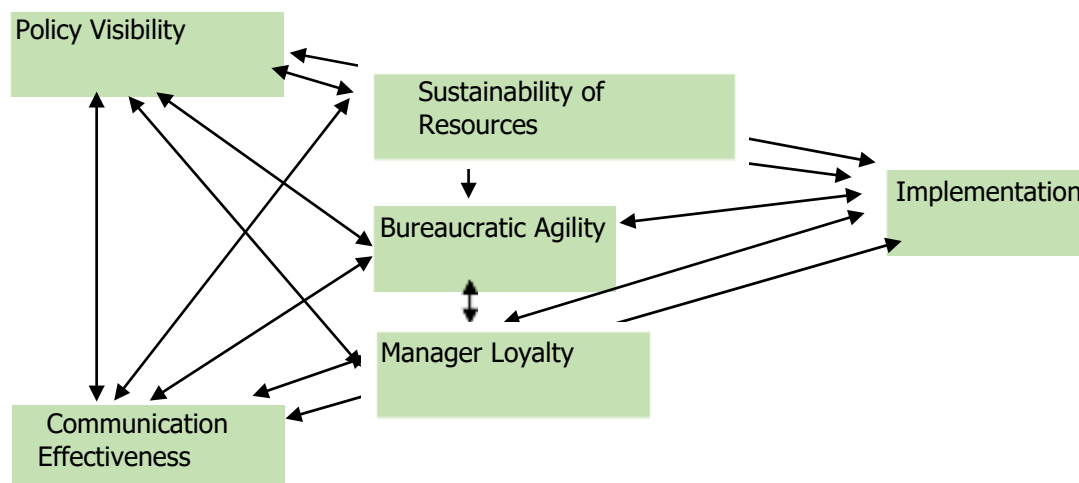 Policy Visibility
Sustainability of
Resources
Implementation
Bureaucratic Agility
Manager Loyalty
Communication
Effectiveness